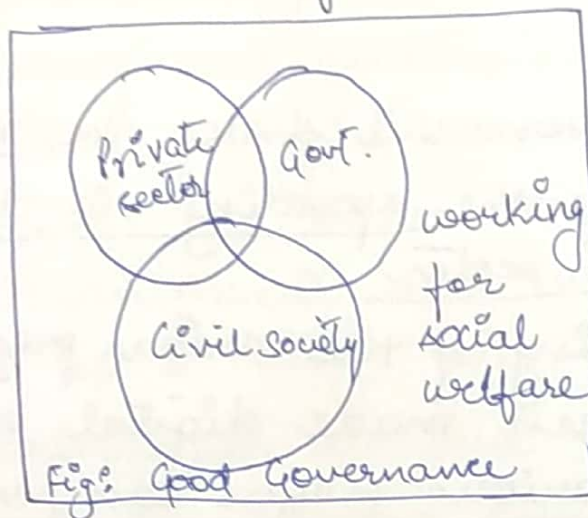 Private
sector
Govt.
Civil society
working
for
social
welfare
Fig: Good Governance